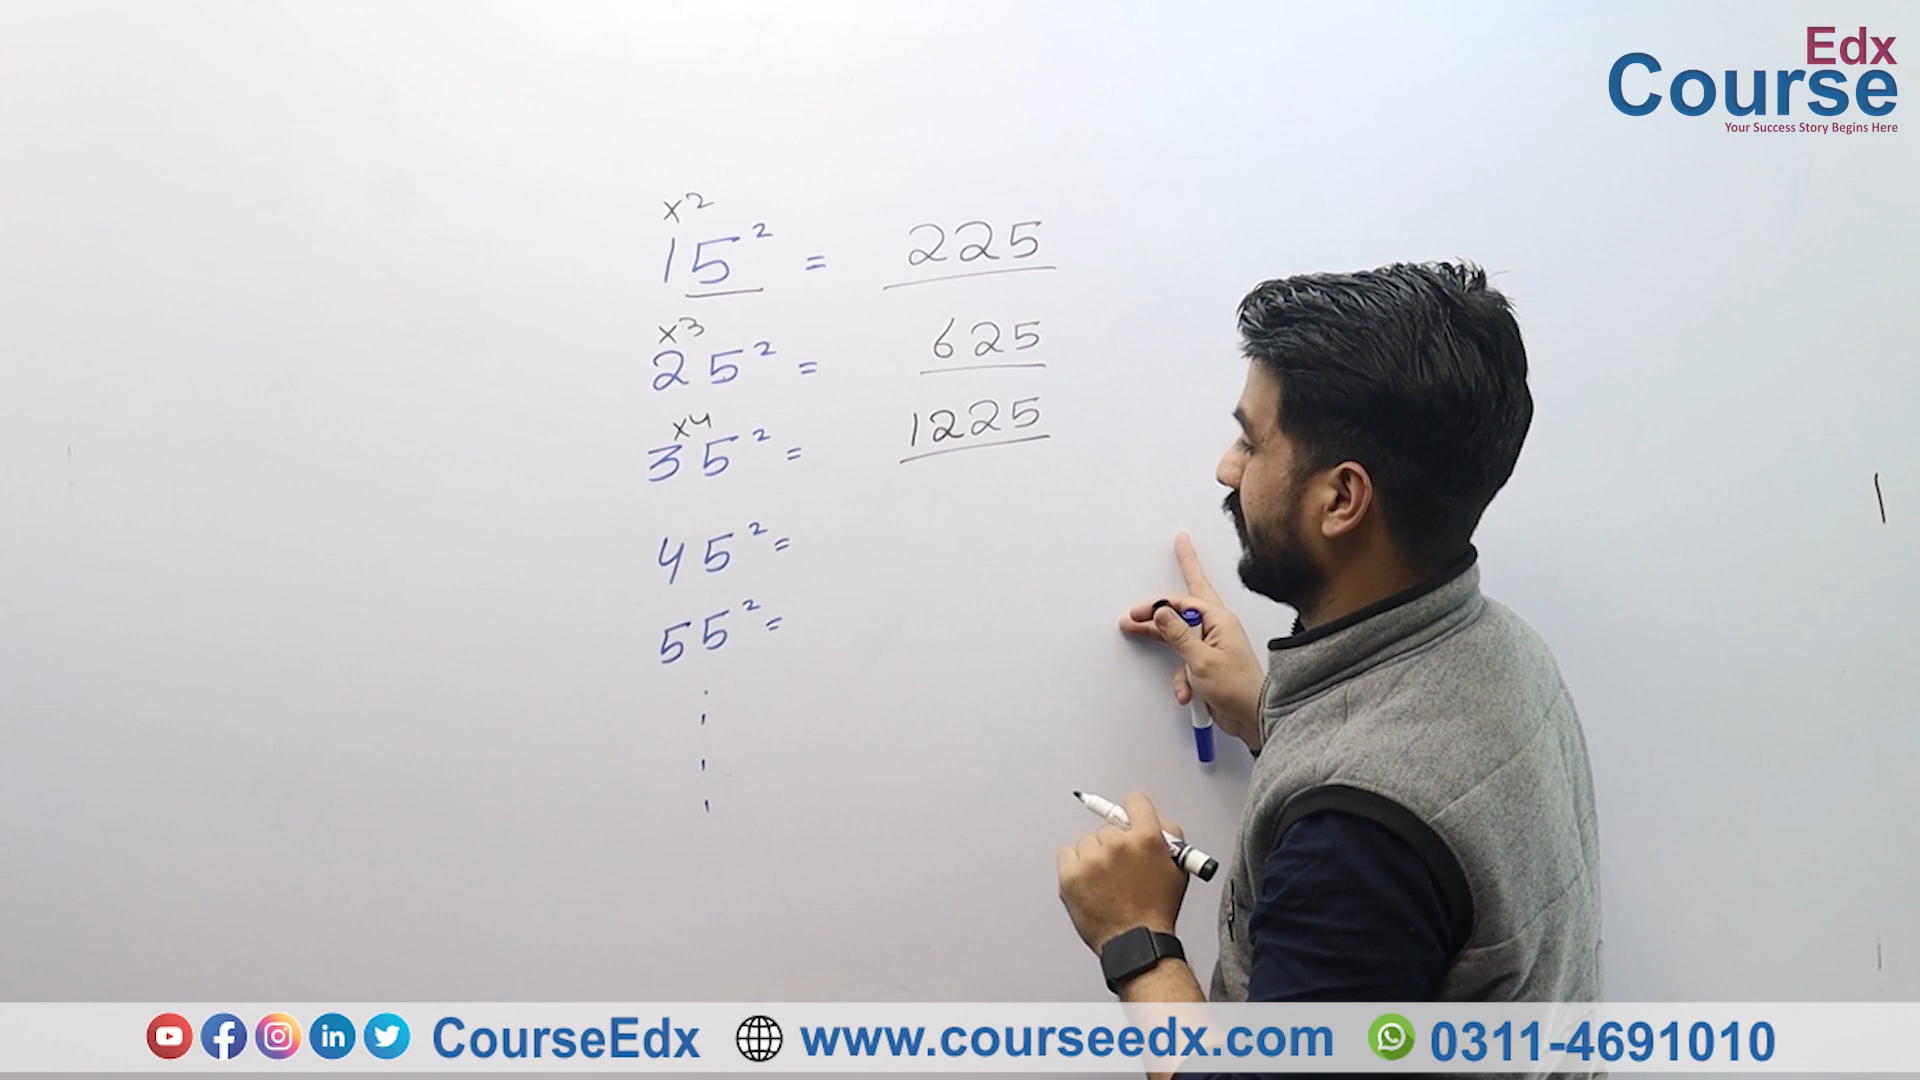 Edx
Course
Your Success Story Begins Here
x2
15² = 225
x3
25² = 625
x4
35² = 1225
45² =
55² =
CourseEdx www.courseedx.com 0311-4691010